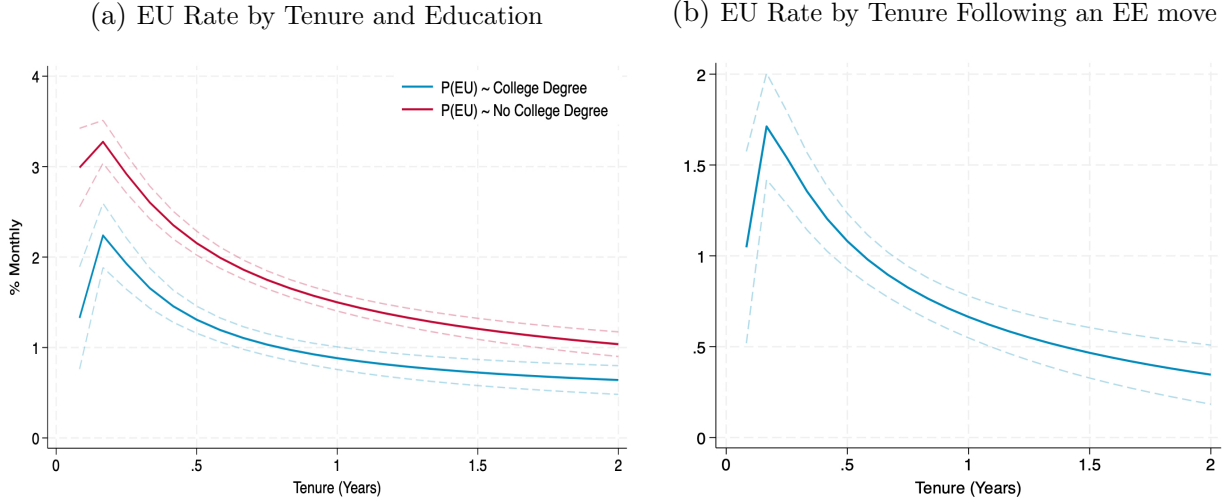 (a) EU Rate by Tenure and Education
4
3
2
1
0
% Monthly
P(EU) ~ College Degree
P(EU) ~ No College Degree
0 .5 1 1.5 2
Tenure (Years)
(b) EU Rate by Tenure Following an EE move
2
1.5
1
.5
0
0 .5 1 1.5 2
Tenure (Years)